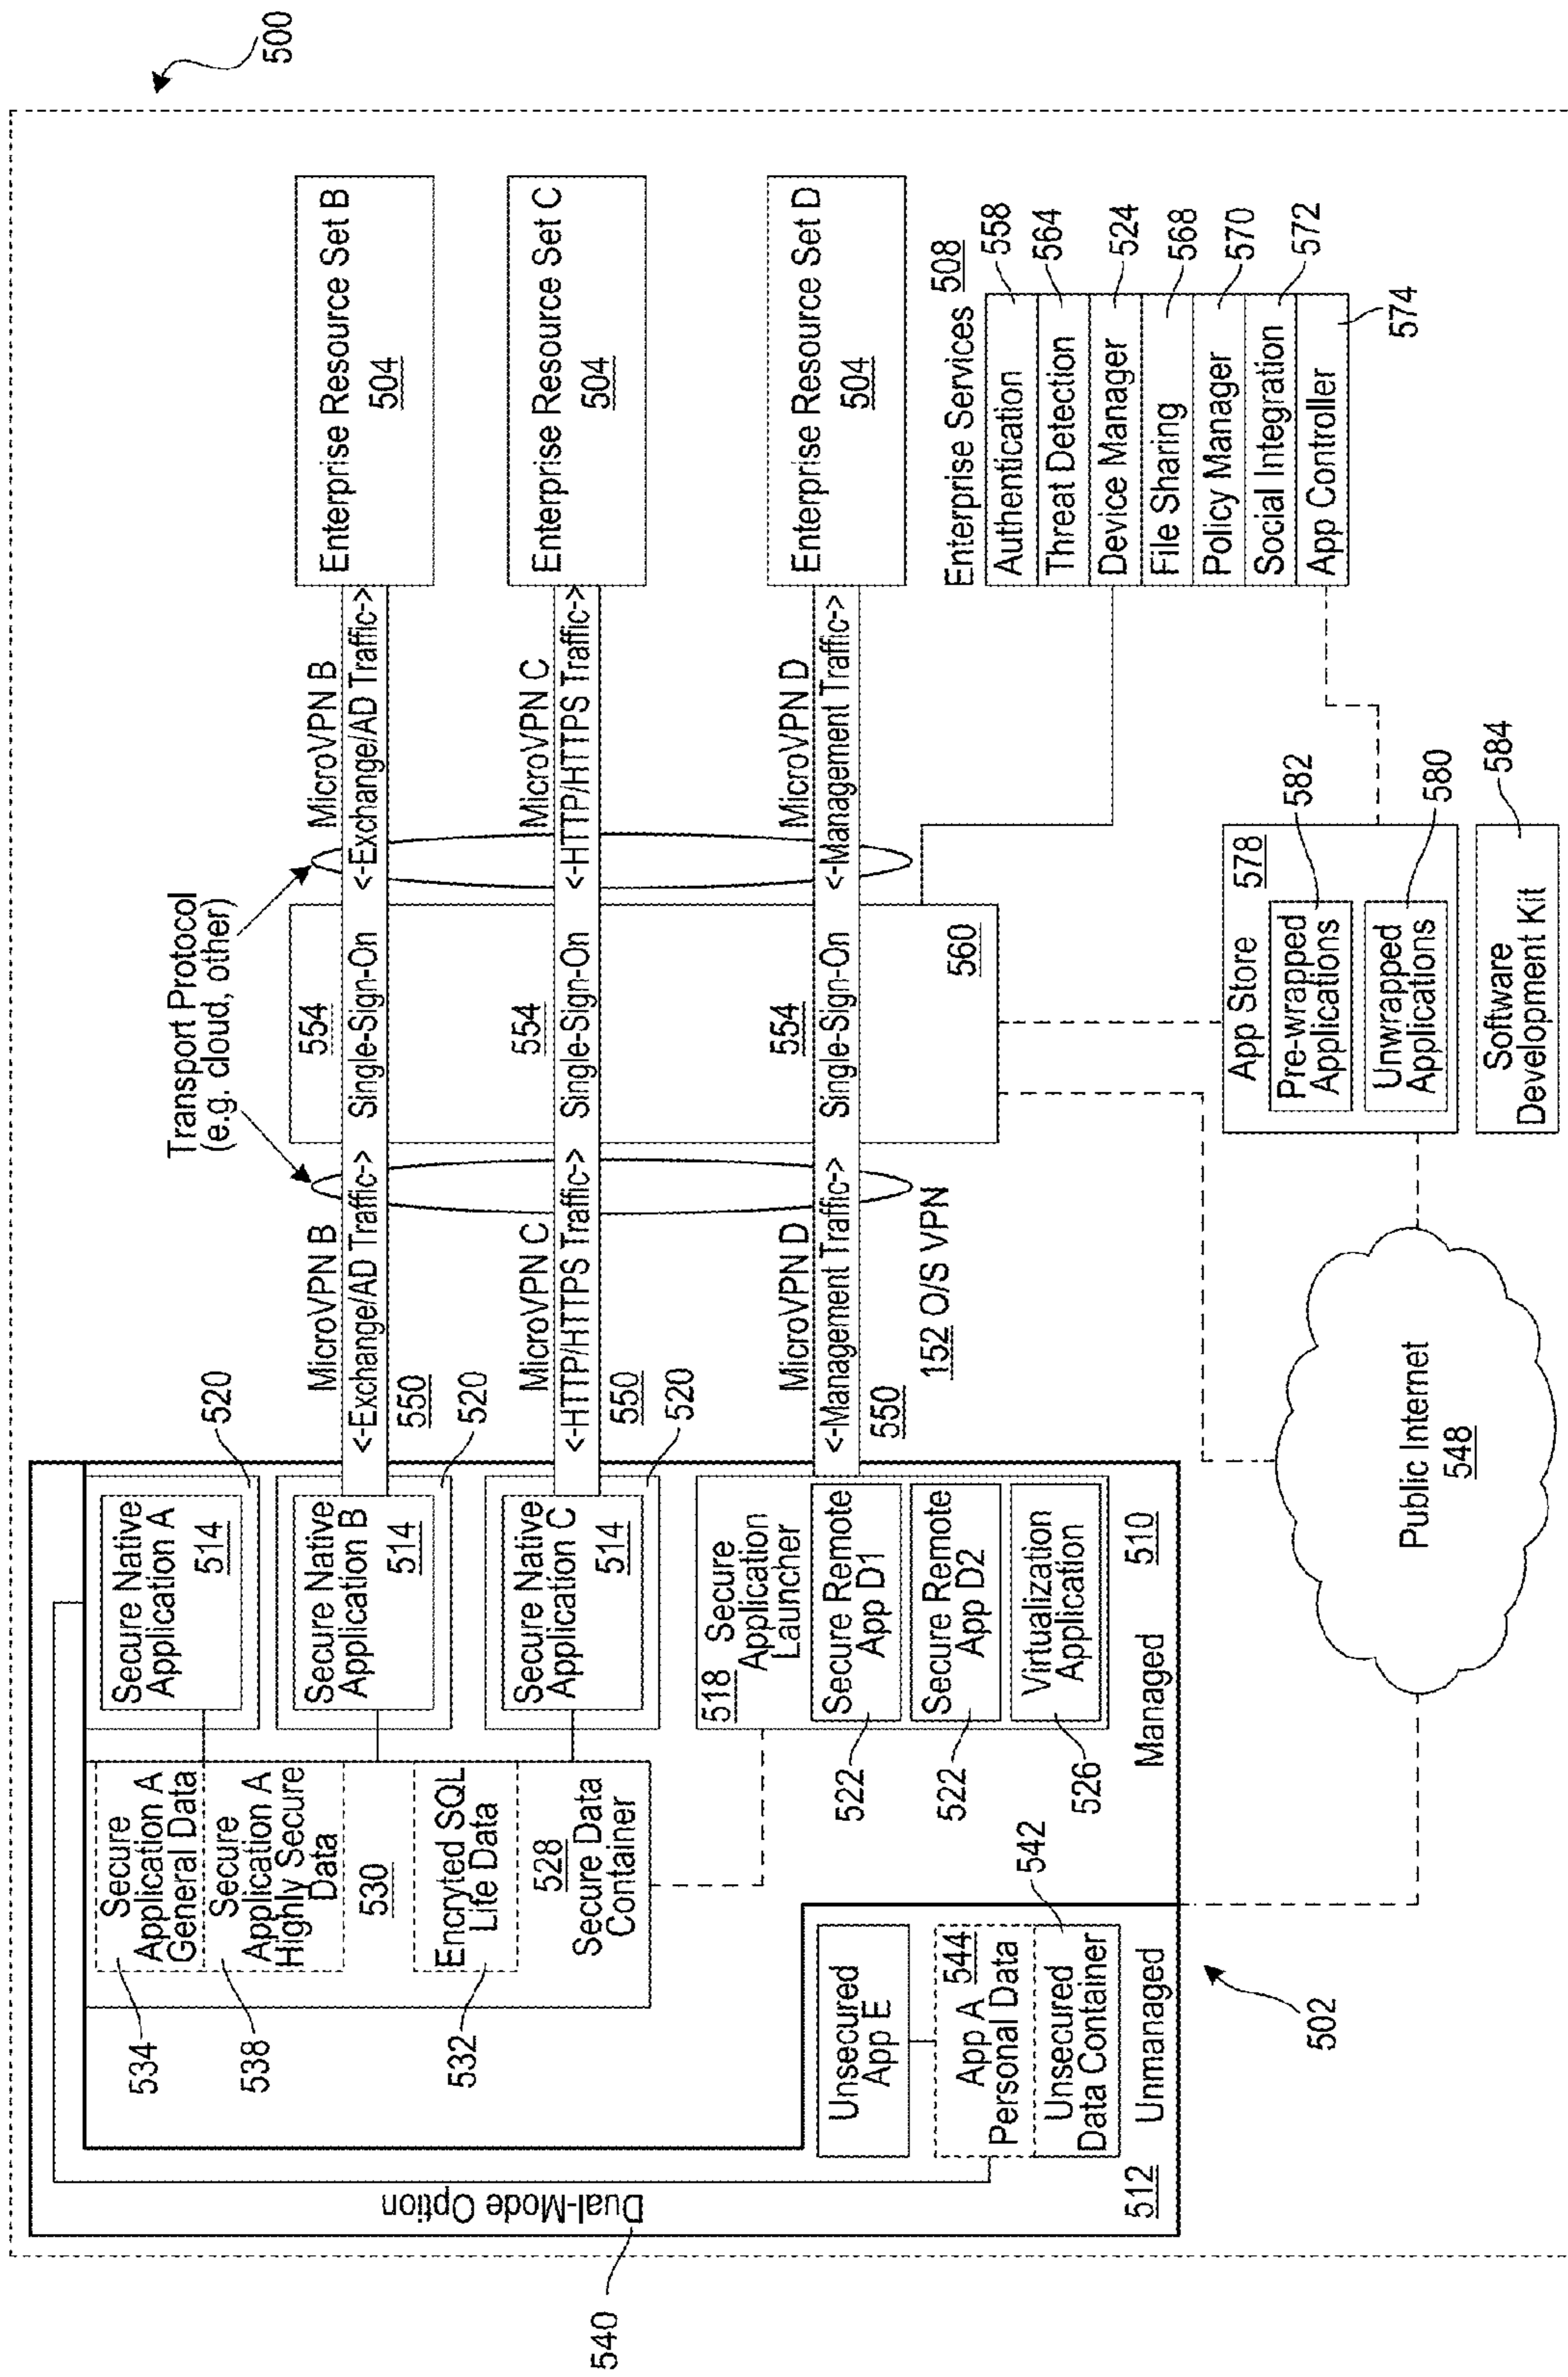 500
540
Dual-Mode Option
534
538
532
Secure
Application A
General Data
Secure
Application A
Highly Secure
Data
530
Encryted SQL
Lite Data
528
Secure Data
Container
Secure Native
Application A
514
520
Secure Native
Application B
514
520
Secure Native
Application C
514
520
518 Secure
Application
Launcher
Secure Remote
App D1
522
Secure Remote
App D2
522
Virtualization
Application
526
Managed
510
Unsecured
App E
544
App A
Personal Data
Unsecured
Data Container
542
512
Unmanaged
502
Transport Protocol
(e.g. cloud, other)
MicroVPN B
<-Exchange/AD Traffic->
550
554
Single-Sign-On
MicroVPN B
<-Exchange/AD Traffic->
Enterprise Resource Set B
504
MicroVPN C
<-HTTP/HTTPS Traffic->
550
554
Single-Sign-On
MicroVPN C
<-HTTP/HTTPS Traffic->
Enterprise Resource Set C
504
MicroVPN D
<-Management Traffic->
550
554
Single-Sign-On
MicroVPN D
<-Management Traffic->
Enterprise Resource Set D
504
152 O/S VPN
560
Enterprise Services 508
Authentication
558
Threat Detection
564
Device Manager
524
File Sharing
568
Policy Manager
570
Social Integration
572
App Controller
574
Public Internet
548
App Store 578
Pre-wrapped
Applications
582
Unwrapped
Applications
580
Software
Development Kit
584